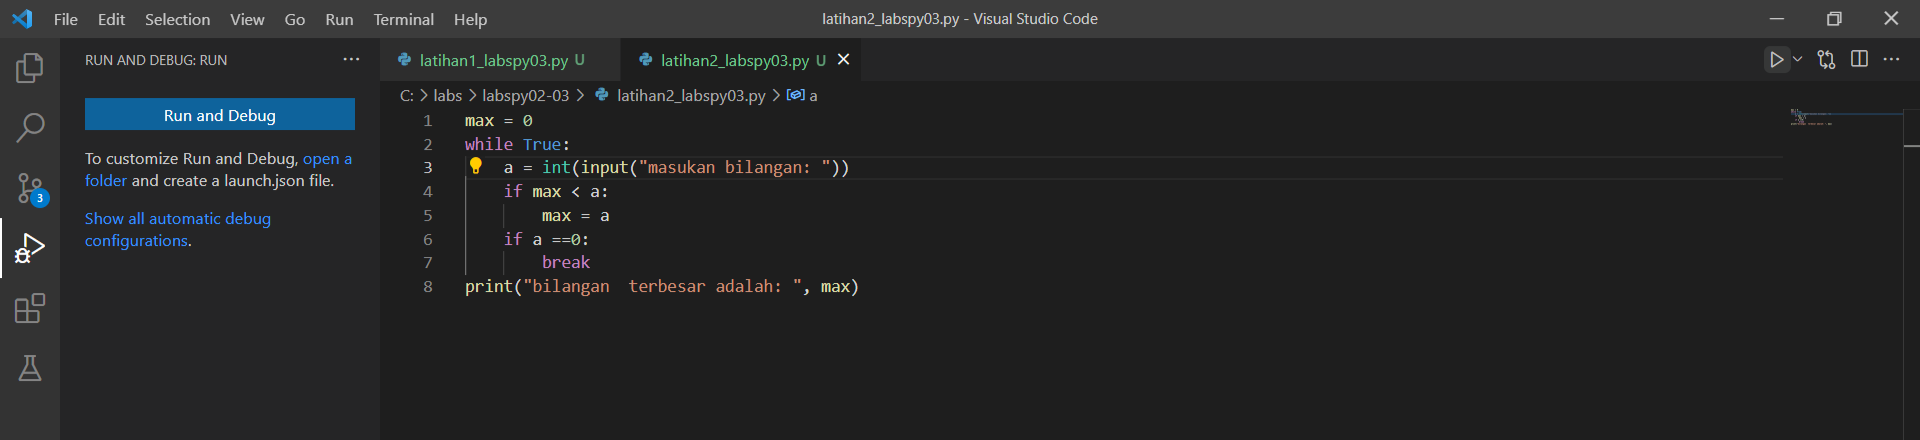 File Edit Selection View Go Run Terminal Help latihan2_labspy03.py - Visual Studio Code
RUN AND DEBUG: RUN ···
Run and Debug
To customize Run and Debug, open a
folder and create a launch.json file.
Show all automatic debug
configurations.
3
latihan1_labspy03.py U latihan2_labspy03.py U
C: > labs > labspy02-03 > latihan2_labspy03.py > a
1 max = 0
2 while True:
3     a = int(input("masukan bilangan: "))
4     if max < a:
5         max = a
6     if a ==0:
7         break
8 print("bilangan  terbesar adalah: ", max)